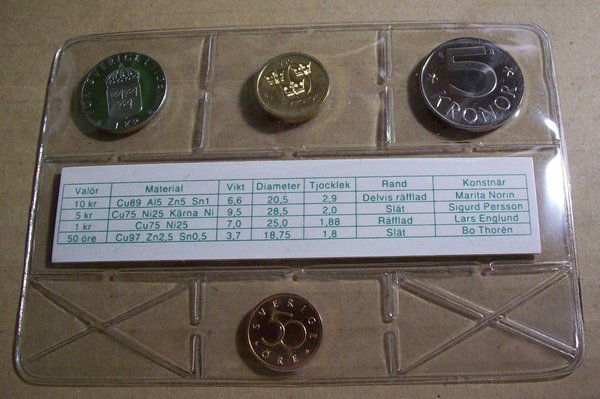 SVERIGE
1 KR
5
KRONOR
Valör Material Vikt Diameter Tjocklek Rand Konstnär
10 kr Cu89 Al5 Zn5 Sn1 6,6 20,5 2,9 Delvis räfflad Marita Norin
5 kr Cu75 Ni25 Kärna Ni 9,5 28,5 2,0 Slät Sigurd Persson
1 kr Cu75 Ni25 7,0 25,0 1,88 Räfflad Lars Englund
50 öre Cu97 Zn2,5 Sn0,5 3,7 18,75 1,8 Slät Bo Thorén
SVERIGE
50
ÖRE